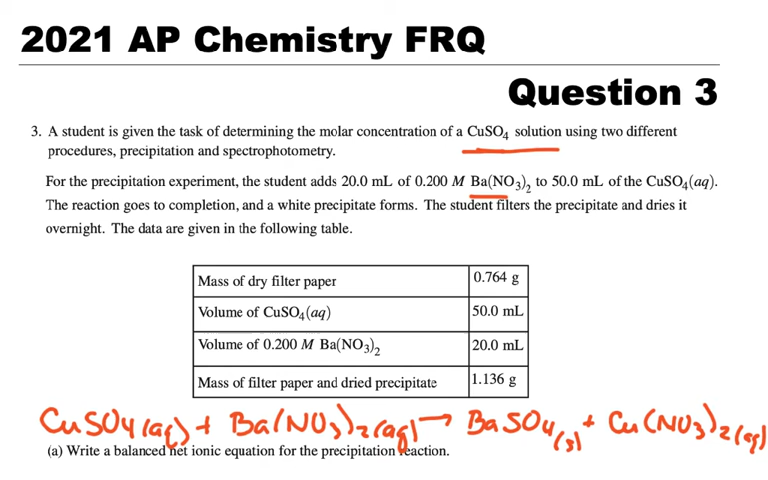 2021 AP Chemistry FRQ
Question 3
3. A student is given the task of determining the molar concentration of a CuSO₄ solution using two different
procedures, precipitation and spectrophotometry.
For the precipitation experiment, the student adds 20.0 mL of 0.200 M Ba(NO₃)₂ to 50.0 mL of the CuSO₄(aq).
The reaction goes to completion, and a white precipitate forms. The student filters the precipitate and dries it
overnight. The data are given in the following table.
Mass of dry filter paper 0.764 g
Volume of CuSO₄(aq) 50.0 mL
Volume of 0.200 M Ba(NO₃)₂ 20.0 mL
Mass of filter paper and dried precipitate 1.136 g
CuSO₄(aq) + Ba(NO₃)₂(aq) → BaSO₄(s) + Cu(NO₃)₂(aq)
(a) Write a balanced net ionic equation for the precipitation reaction.